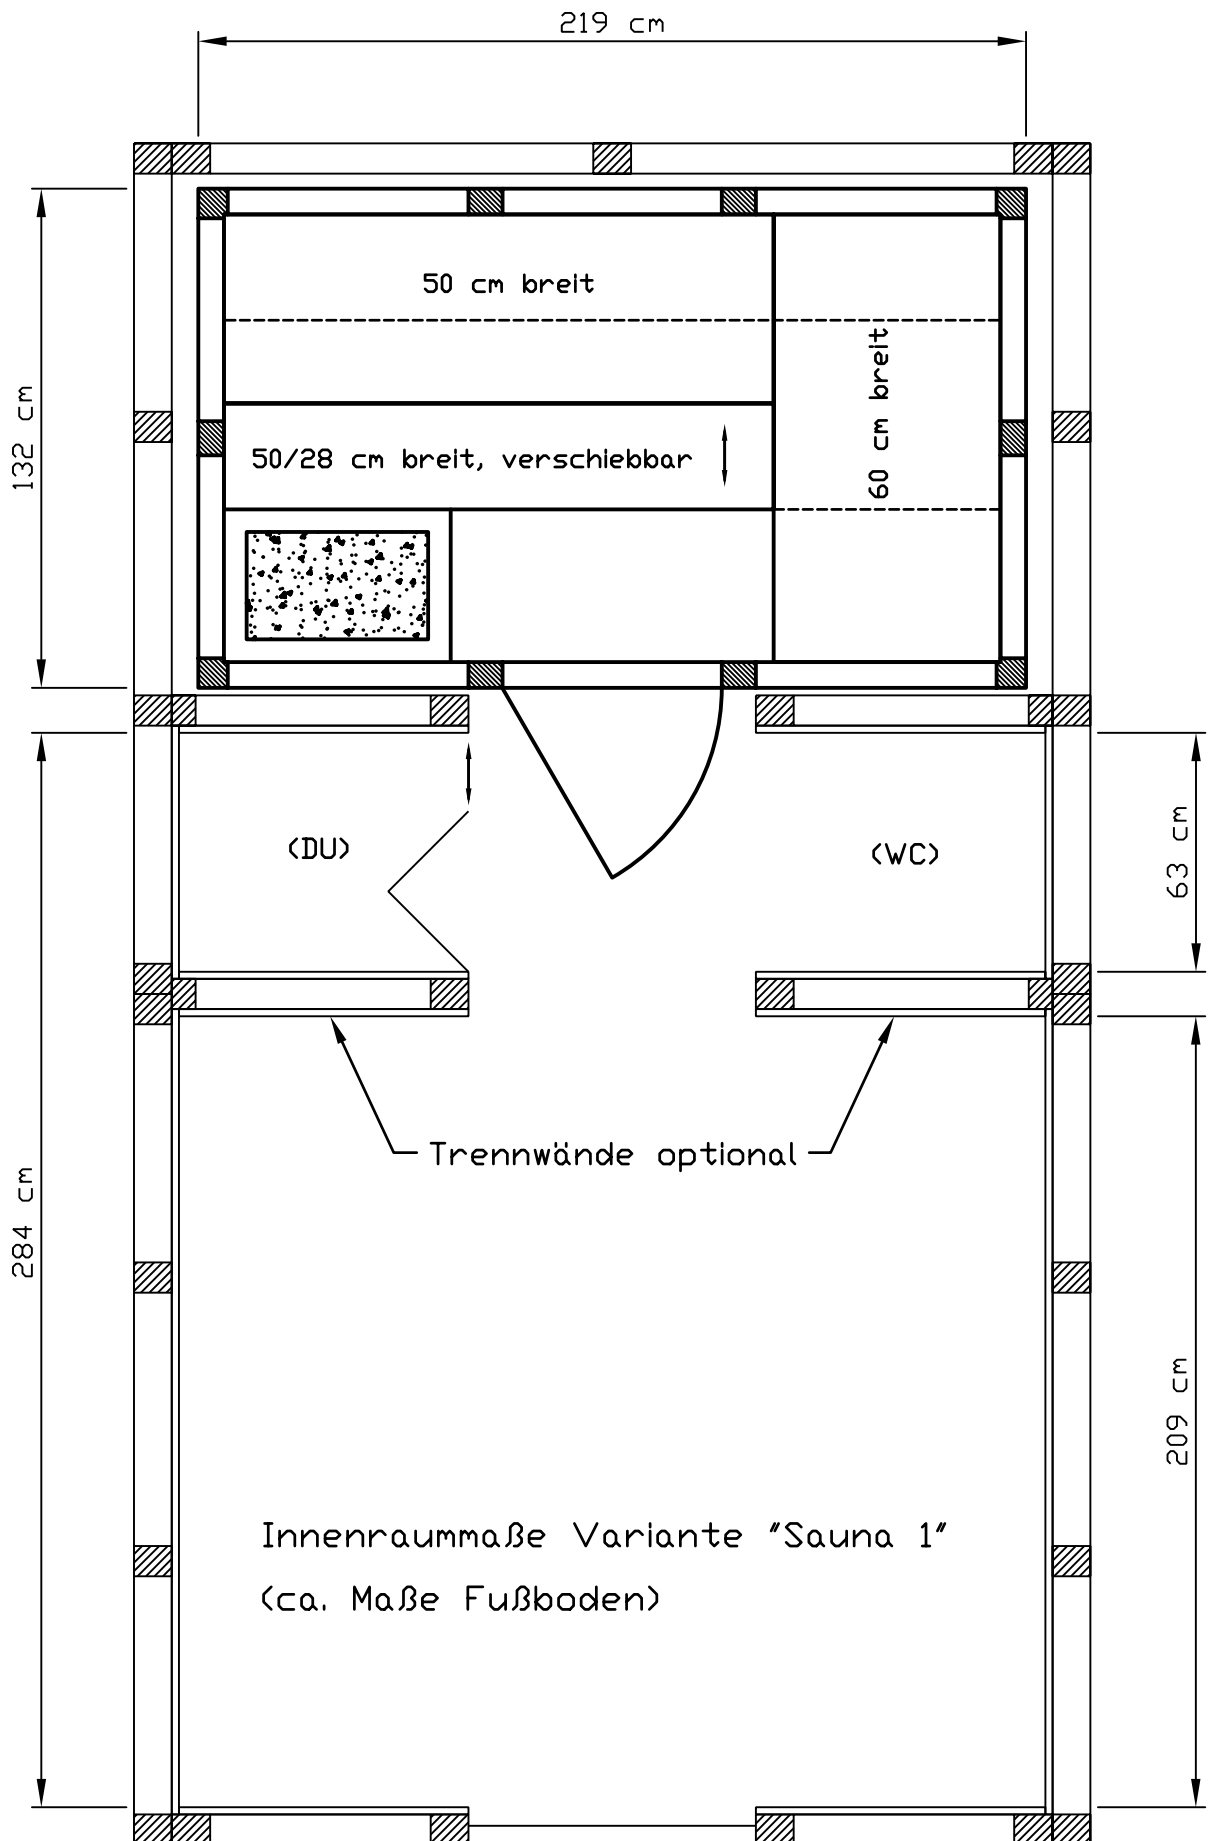 219 cm
50 cm breit
60 cm breit
132 cm
50/28 cm breit, verschiebbar
(DU)
(WC)
63 cm
Trennwände optional
284 cm
209 cm
Innenraummaße Variante "Sauna 1"
(ca. Maße Fußboden)